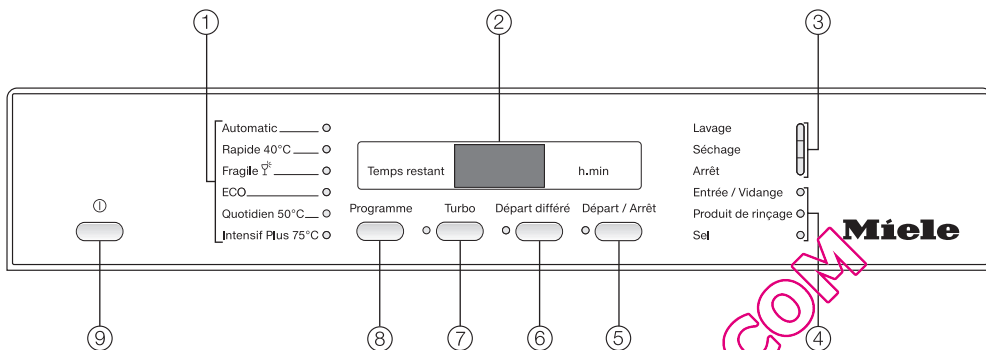 ① ② ③
Automatic
Rapide 40°C
Fragile
ECO
Quotidien 50°C
Intensif Plus 75°C
Temps restant h.min
Programme Turbo Départ différé Départ / Arrêt
Lavage
Séchage
Arrêt
Entrée / Vidange
Produit de rinçage
Sel
Miele
COM
⑨ ⑧ ⑦ ⑥ ⑤ ④